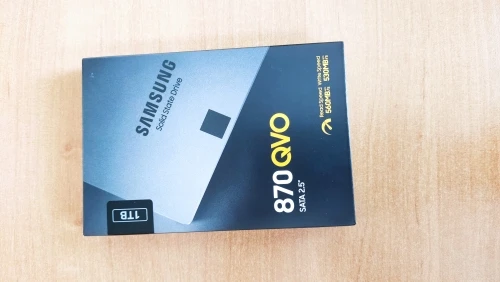 SAMSUNG
Solid State Drive
870 QVO
SATA 2.5"
Read Speed
560MB/s
Write Speed
530MB/s
1TB